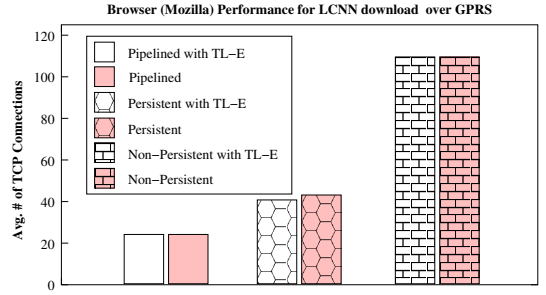 Browser (Mozilla) Performance for LCNN download over GPRS
Avg. # of TCP Connections
120
100
80
60
40
20
0
Pipelined with TL−E
Pipelined
Persistent with TL−E
Persistent
Non−Persistent with TL−E
Non−Persistent